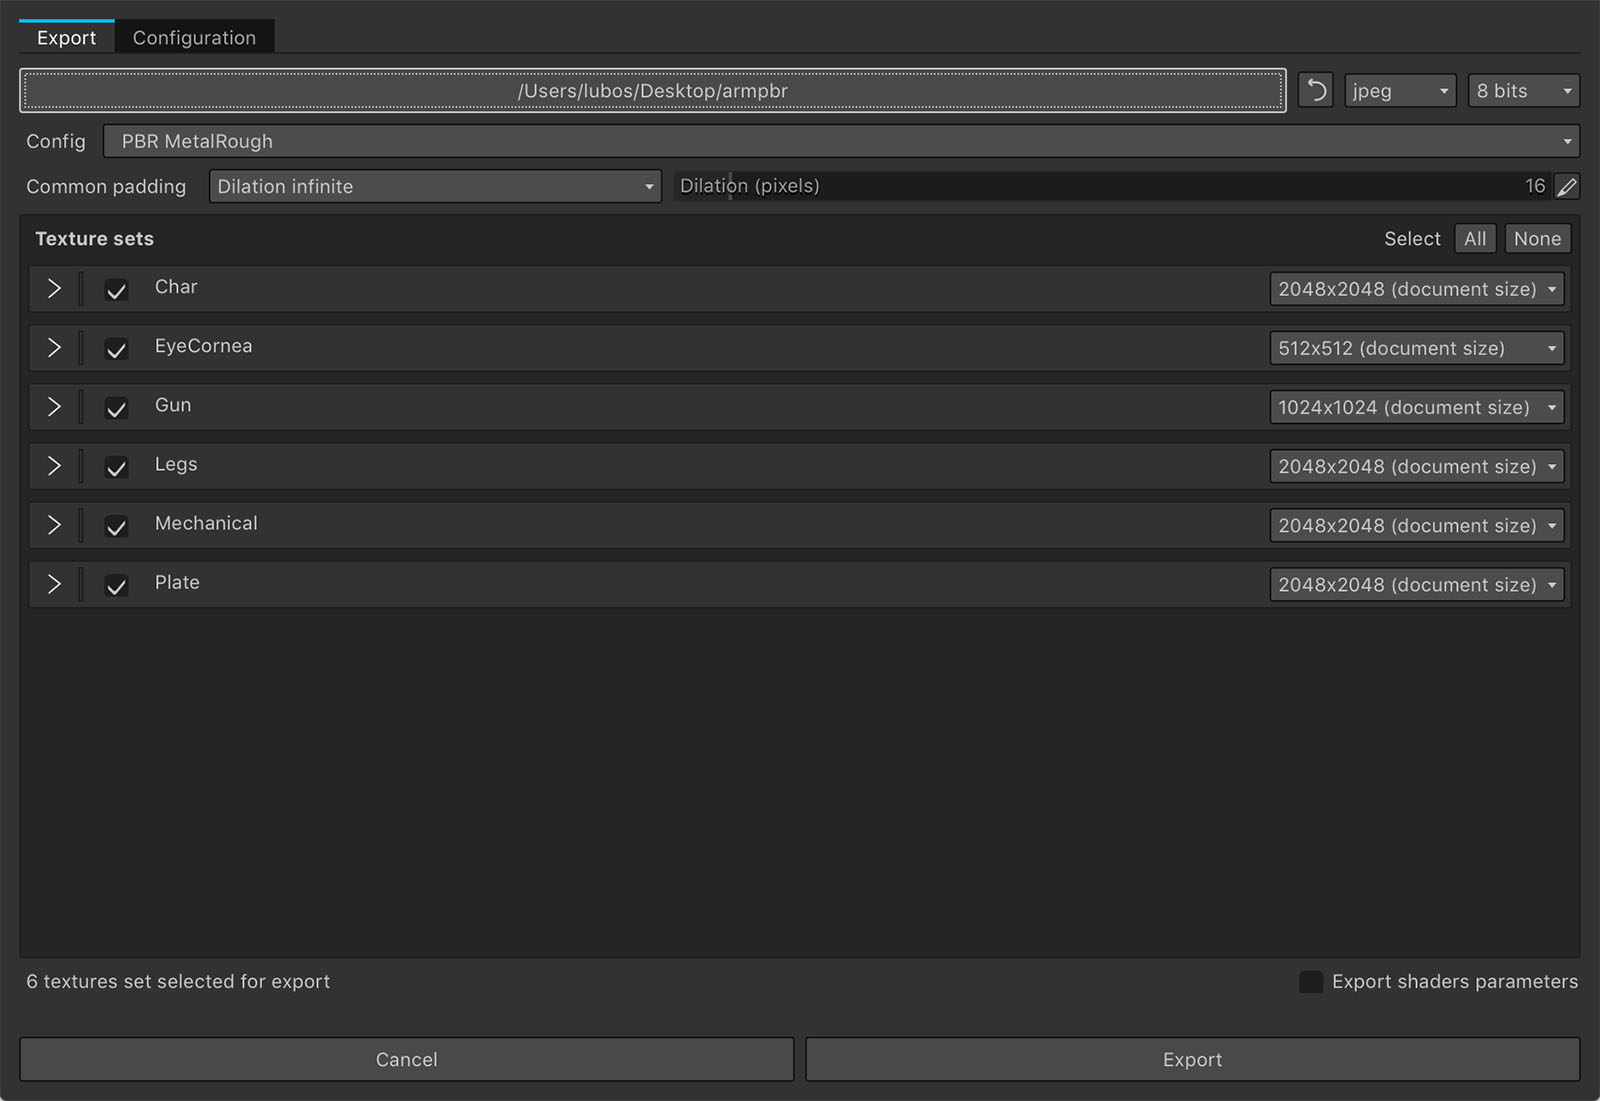 Export Configuration
/Users/lubos/Desktop/armpbr jpeg 8 bits
Config PBR MetalRough
Common padding Dilation infinite Dilation (pixels) 16
Texture sets Select All None
Char 2048x2048 (document size)
EyeCornea 512x512 (document size)
Gun 1024x1024 (document size)
Legs 2048x2048 (document size)
Mechanical 2048x2048 (document size)
Plate 2048x2048 (document size)
6 textures set selected for export Export shaders parameters
Cancel Export